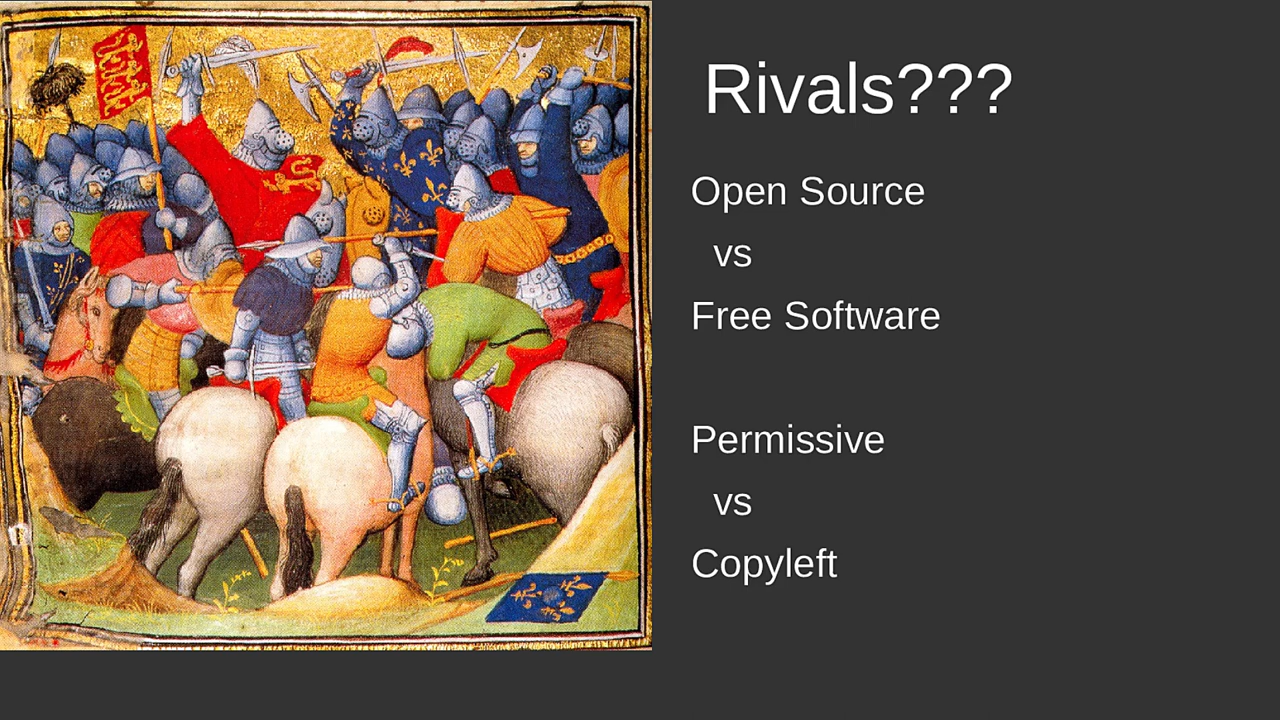 Rivals???
Open Source
vs
Free Software
Permissive
vs
Copyleft